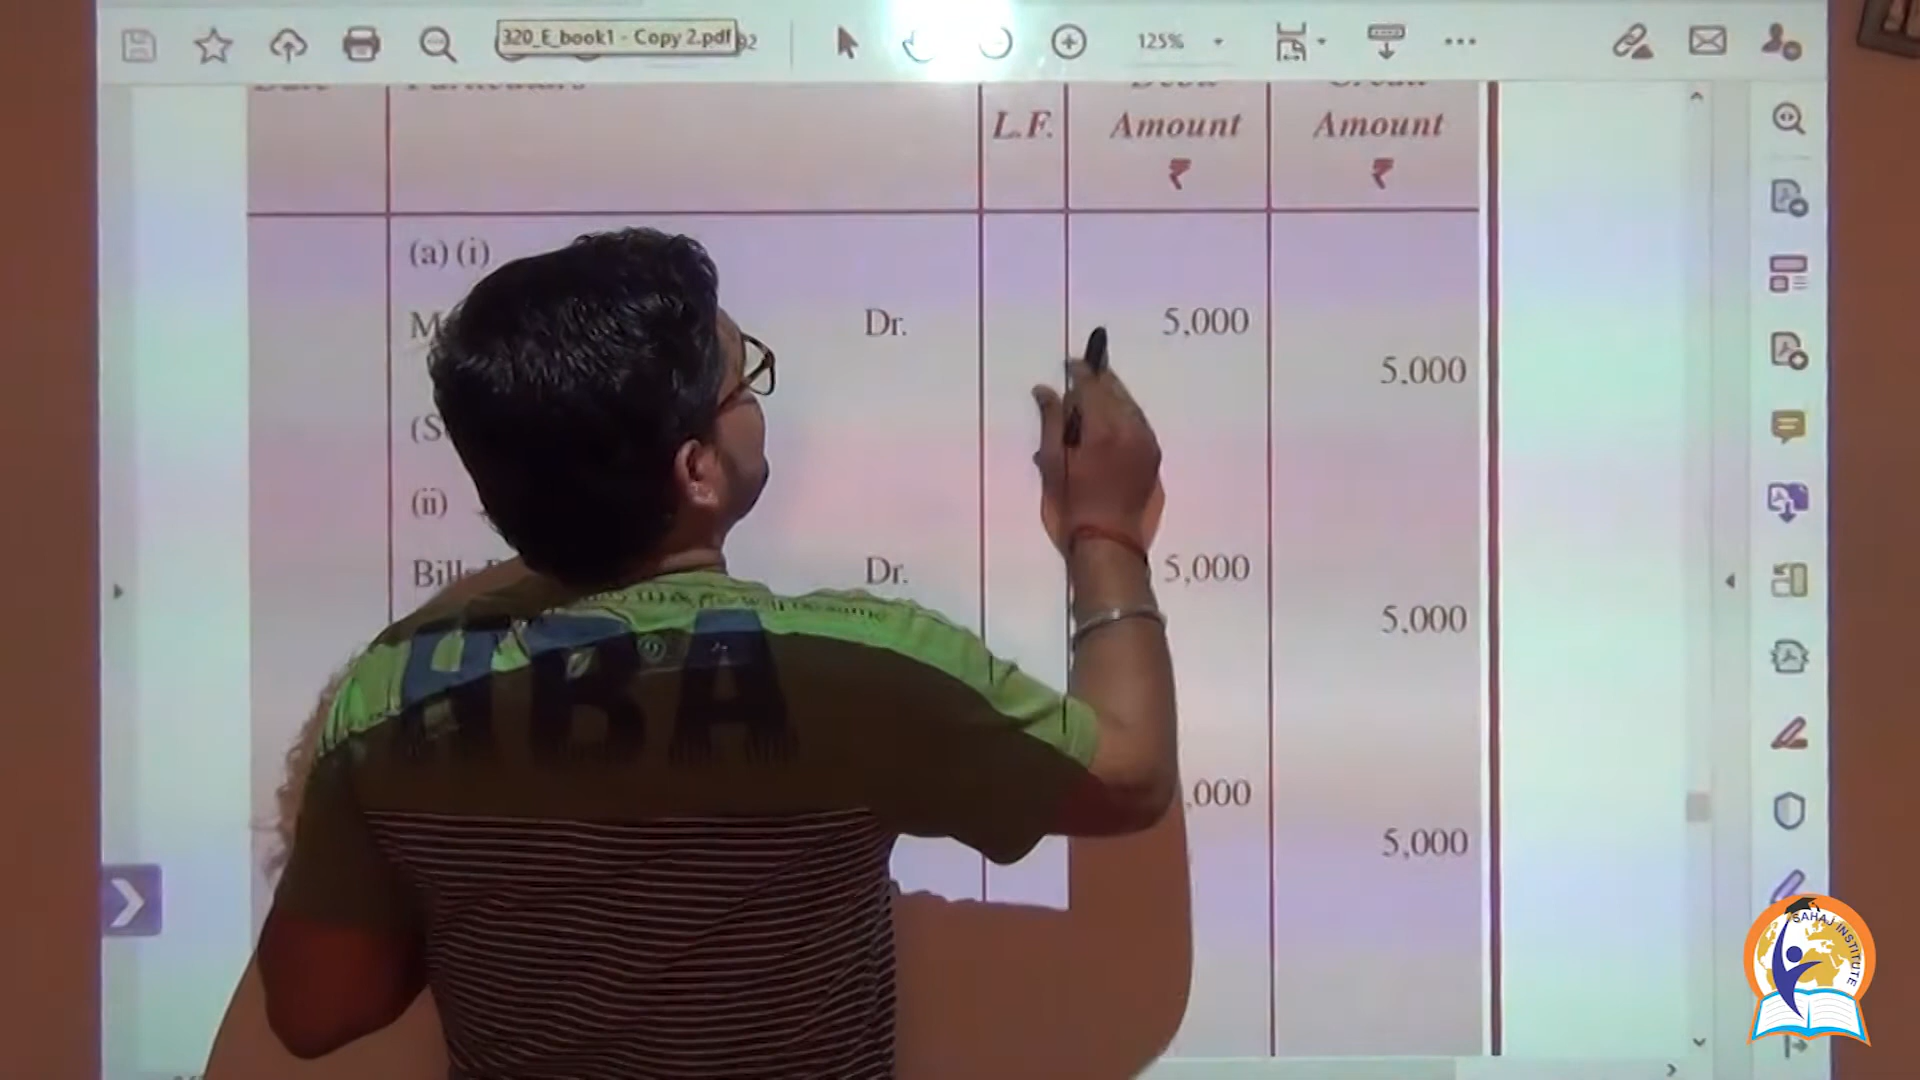 320_E_book1 - Copy 2.pdf 92
125%
L.F. Amount Amount
₹ ₹
(a) (i)
Dr. 5,000
5,000
(ii)
Dr. 5,000
5,000
,000
5,000
HBA
SAHAJ INSTITUTE